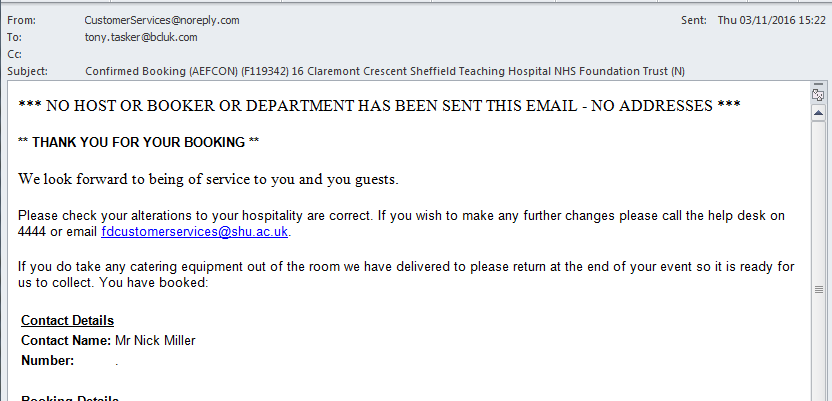 From: CustomerServices@noreply.com Sent: Thu 03/11/2016 15:22
To: tony.tasker@bcluk.com
Cc:
Subject: Confirmed Booking (AEFCON) (F119342) 16 Claremont Crescent Sheffield Teaching Hospital NHS Foundation Trust (N)
*** NO HOST OR BOOKER OR DEPARTMENT HAS BEEN SENT THIS EMAIL - NO ADDRESSES ***
** THANK YOU FOR YOUR BOOKING **
We look forward to being of service to you and you guests.
Please check your alterations to your hospitality are correct. If you wish to make any further changes please call the help desk on
4444 or email fdcustomerservices@shu.ac.uk.
If you do take any catering equipment out of the room we have delivered to please return at the end of your event so it is ready for
us to collect. You have booked:
Contact Details
Contact Name: Mr Nick Miller
Number: .
Booking Details